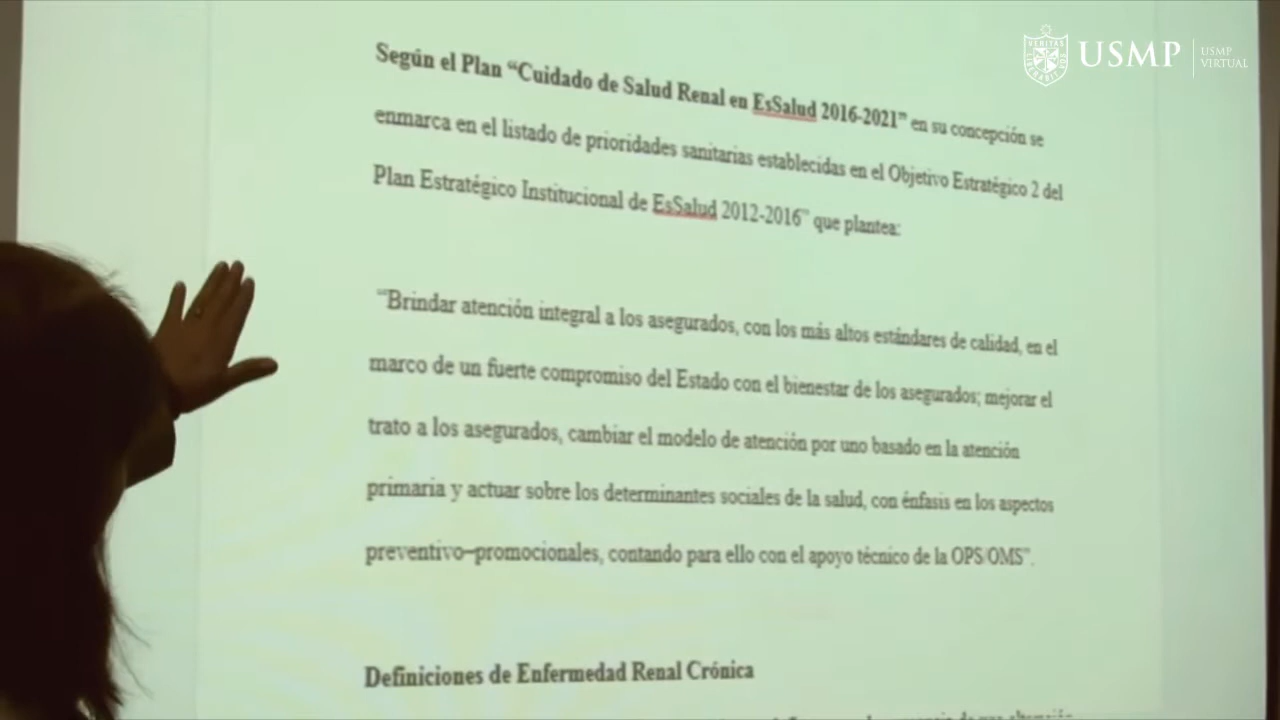 USMP
USMP
VIRTUAL
Según el Plan “Cuidado de Salud Renal en EsSalud 2016-2021” en su concepción se
enmarca en el listado de prioridades sanitarias establecidas en el Objetivo Estratégico 2 del
Plan Estratégico Institucional de EsSalud 2012-2016” que plantea:
“Brindar atención integral a los asegurados, con los más altos estándares de calidad, en el
marco de un fuerte compromiso del Estado con el bienestar de los asegurados; mejorar el
trato a los asegurados, cambiar el modelo de atención por uno basado en la atención
primaria y actuar sobre los determinantes sociales de la salud, con énfasis en los aspectos
preventivo–promocionales, contando para ello con el apoyo técnico de la OPS/OMS”.
Definiciones de Enfermedad Renal Crónica